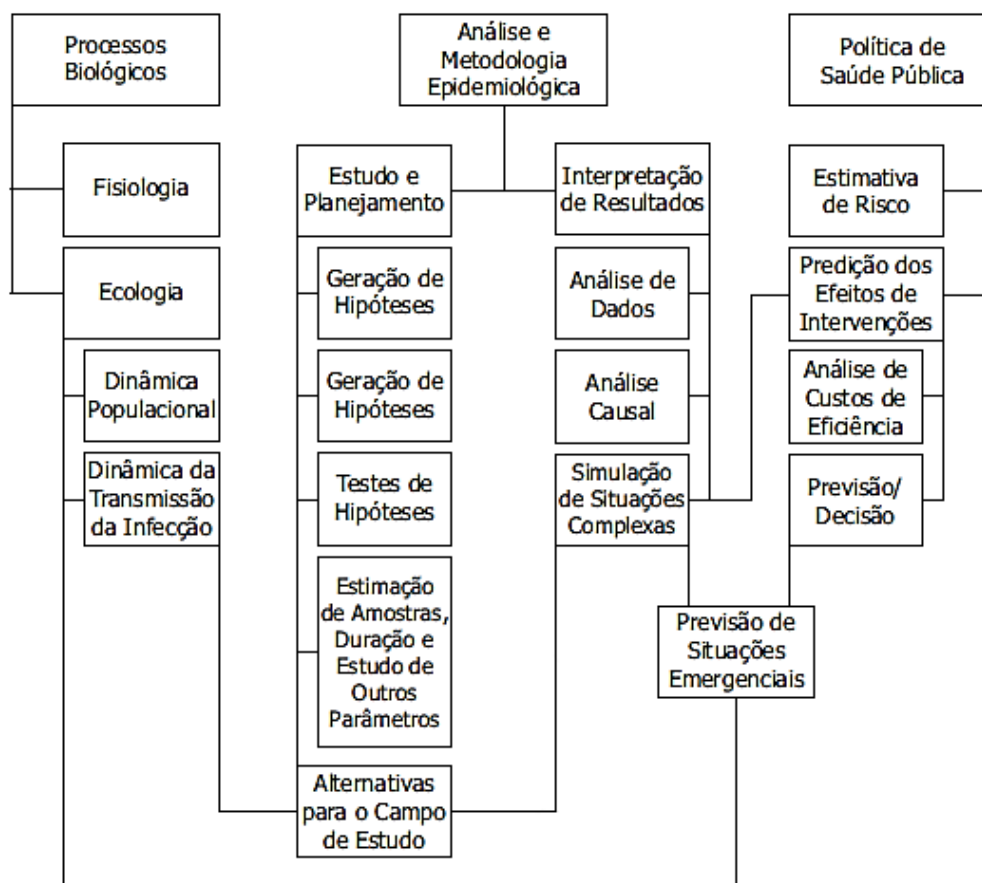 Processos
Biológicos
Análise e
Metodologia
Epidemiológica
Política de
Saúde Pública
Fisiologia
Estudo e
Planejamento
Interpretação
de Resultados
Estimativa
de Risco
Ecologia
Geração de
Hipóteses
Análise de
Dados
Predição dos
Efeitos de
Intervenções
Dinâmica
Populacional
Geração de
Hipóteses
Análise
Causal
Análise de
Custos de
Eficiência
Dinâmica da
Transmissão
da Infecção
Testes de
Hipóteses
Simulação
de Situações
Complexas
Previsão/
Decisão
Estimação
de Amostras,
Duração e
Estudo de
Outros
Parâmetros
Previsão de
Situações
Emergenciais
Alternativas
para o Campo
de Estudo